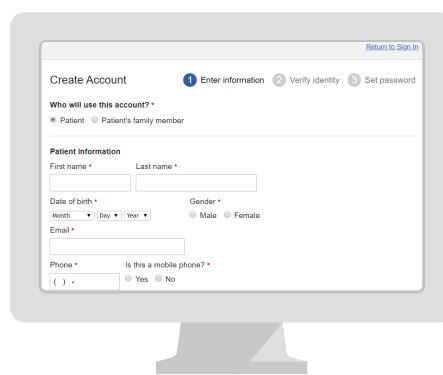 Return to Sign In
Create Account 1 Enter information 2 Verify identity 3 Set password
Who will use this account? *
Patient Patient's family member
Patient Information
First name * Last name *
Date of birth * Gender *
Month Day Year Male Female
Email *
Phone * Is this a mobile phone? *
( ) - Yes No